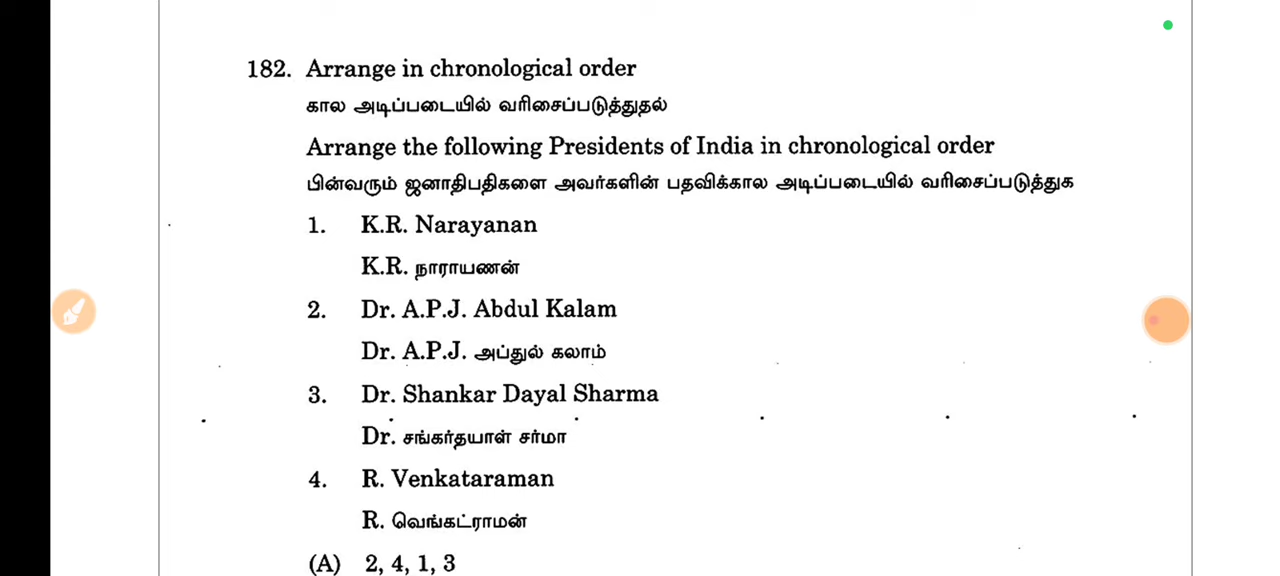 182. Arrange in chronological order
கால அடிப்படையில் வரிசைப்படுத்துதல்
Arrange the following Presidents of India in chronological order
பின்வரும் ஜனாதிபதிகளை அவர்களின் பதவிக்கால அடிப்படையில் வரிசைப்படுத்துக
1. K.R. Narayanan
K.R. நாராயணன்
2. Dr. A.P.J. Abdul Kalam
Dr. A.P.J. அப்துல் கலாம்
3. Dr. Shankar Dayal Sharma
Dr. சங்கர்தயாள் சர்மா
4. R. Venkataraman
R. வெங்கட்ராமன்
(A) 2, 4, 1, 3